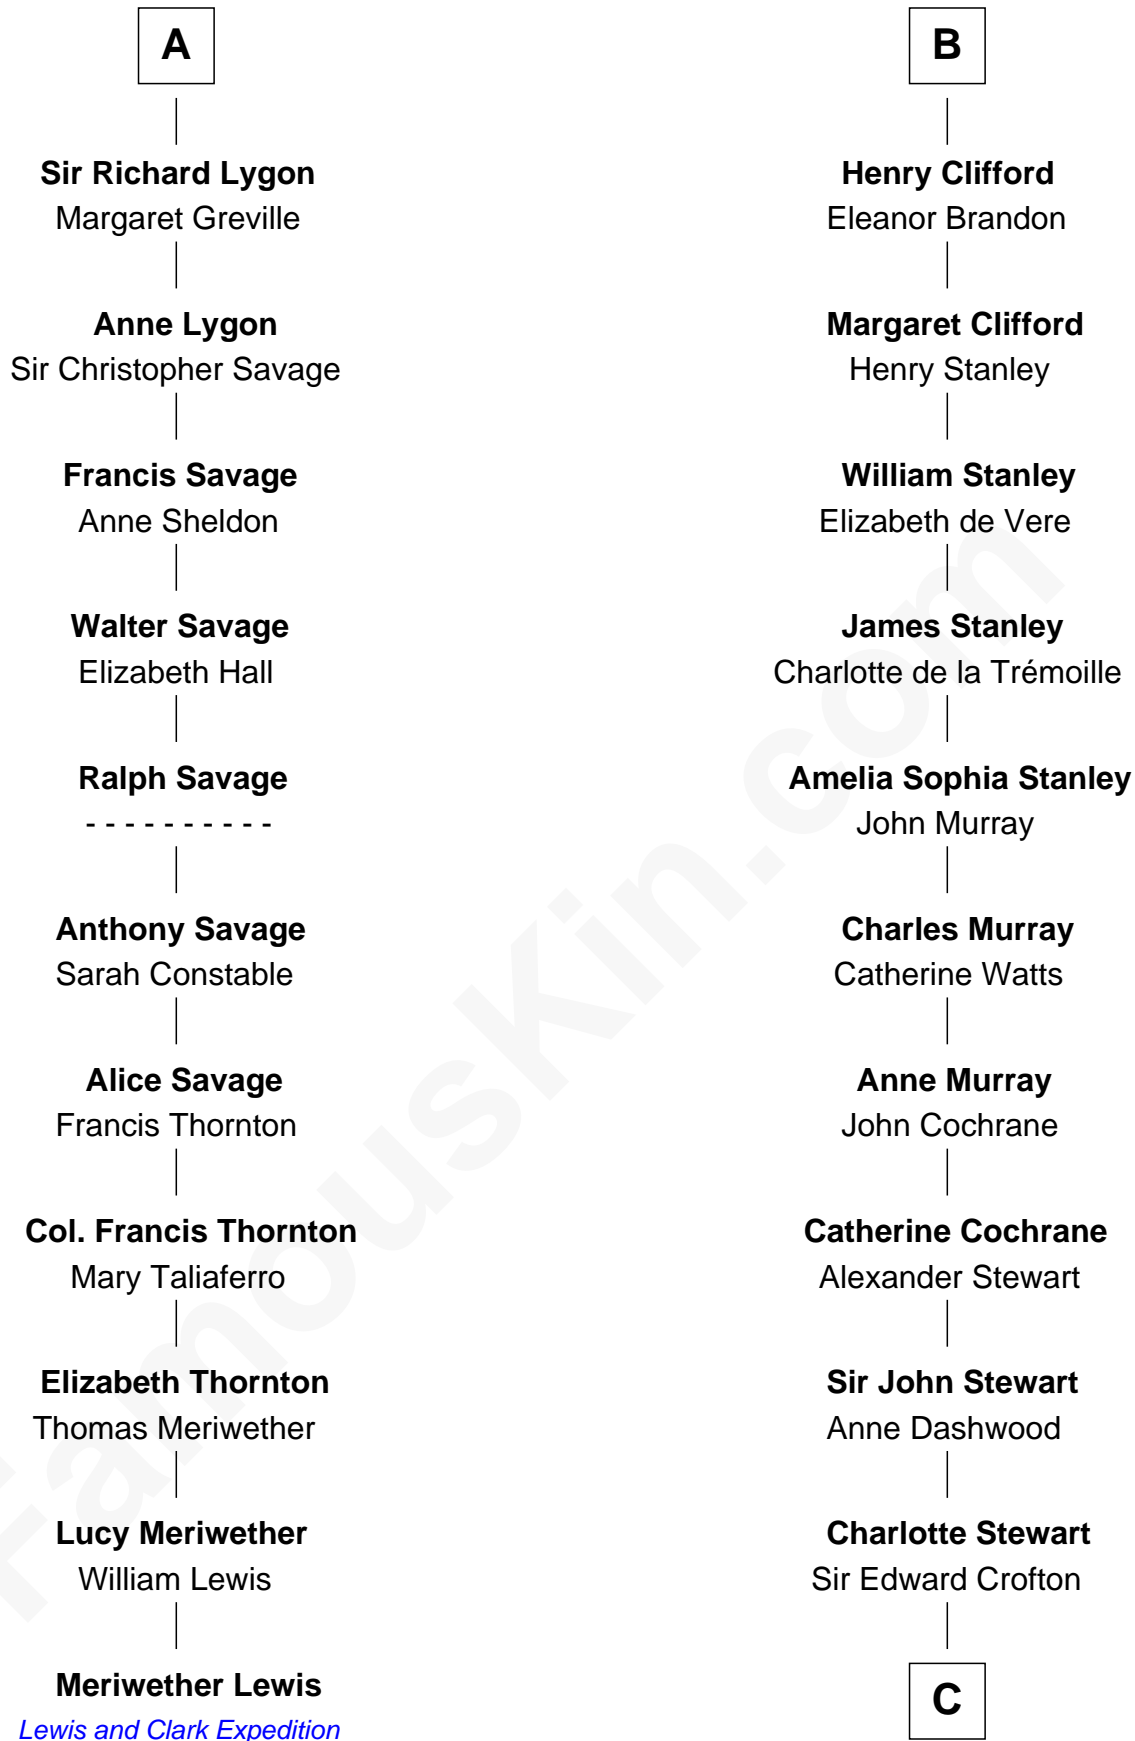 A
Sir Richard Lygon
Margaret Greville
Anne Lygon
Sir Christopher Savage
Francis Savage
Anne Sheldon
Walter Savage
Elizabeth Hall
Ralph Savage
- - - - - - - - - -
Anthony Savage
Sarah Constable
Alice Savage
Francis Thornton
Col. Francis Thornton
Mary Taliaferro
Elizabeth Thornton
Thomas Meriwether
Lucy Meriwether
William Lewis
Meriwether Lewis
Lewis and Clark Expedition
B
Henry Clifford
Eleanor Brandon
Margaret Clifford
Henry Stanley
William Stanley
Elizabeth de Vere
James Stanley
Charlotte de la Trémoille
Amelia Sophia Stanley
John Murray
Charles Murray
Catherine Watts
Anne Murray
John Cochrane
Catherine Cochrane
Alexander Stewart
Sir John Stewart
Anne Dashwood
Charlotte Stewart
Sir Edward Crofton
C
FamousKin.com